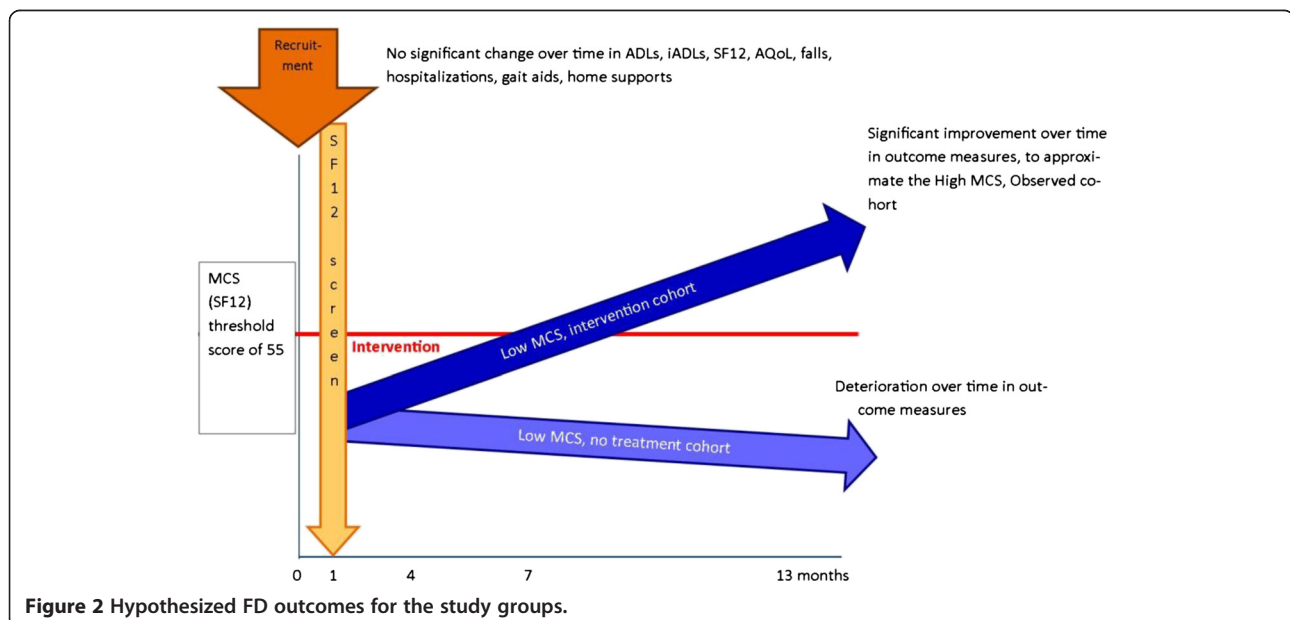 Recruit-
ment
No significant change over time in ADLs, iADLs, SF12, AQoL, falls,
hospitalizations, gait aids, home supports
S
F
1
2
s
c
r
e
e
n
Significant improvement over time
in outcome measures, to approxi-
mate the High MCS, Observed co-
hort
MCS
(SF12)
threshold
score of 55
Intervention
Low MCS, intervention cohort
Deterioration over time in out-
come measures
Low MCS, no treatment cohort
0 1 4 7 13 months
Figure 2 Hypothesized FD outcomes for the study groups.